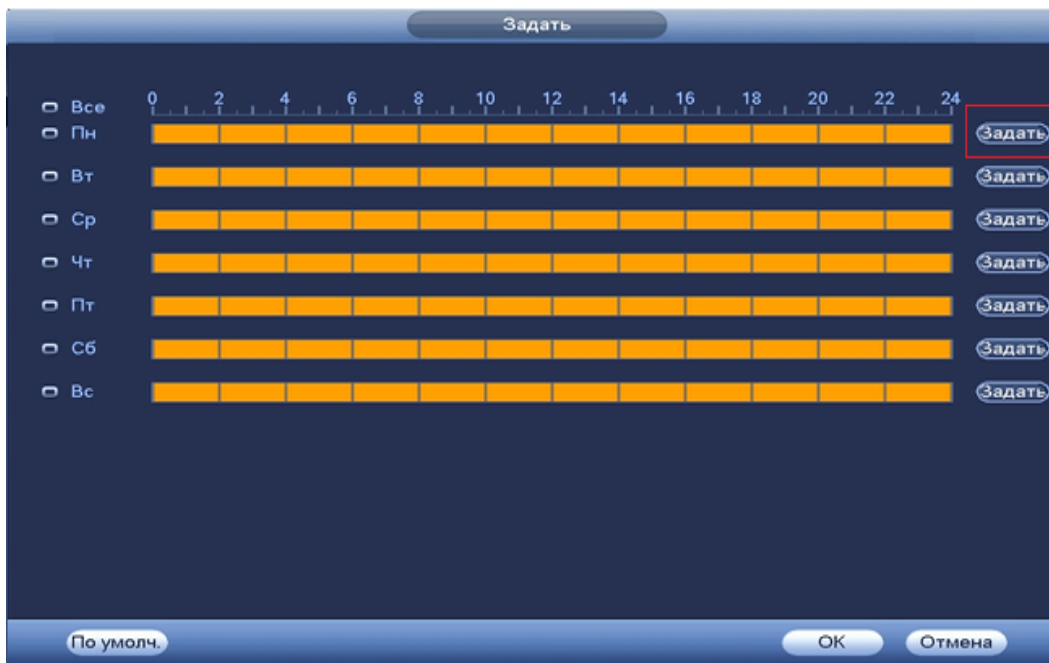 Задать
Все 0 2 4 6 8 10 12 14 16 18 20 22 24
Пн Задать
Вт Задать
Ср Задать
Чт Задать
Пт Задать
Сб Задать
Вс Задать
По умолч. OK Отмена